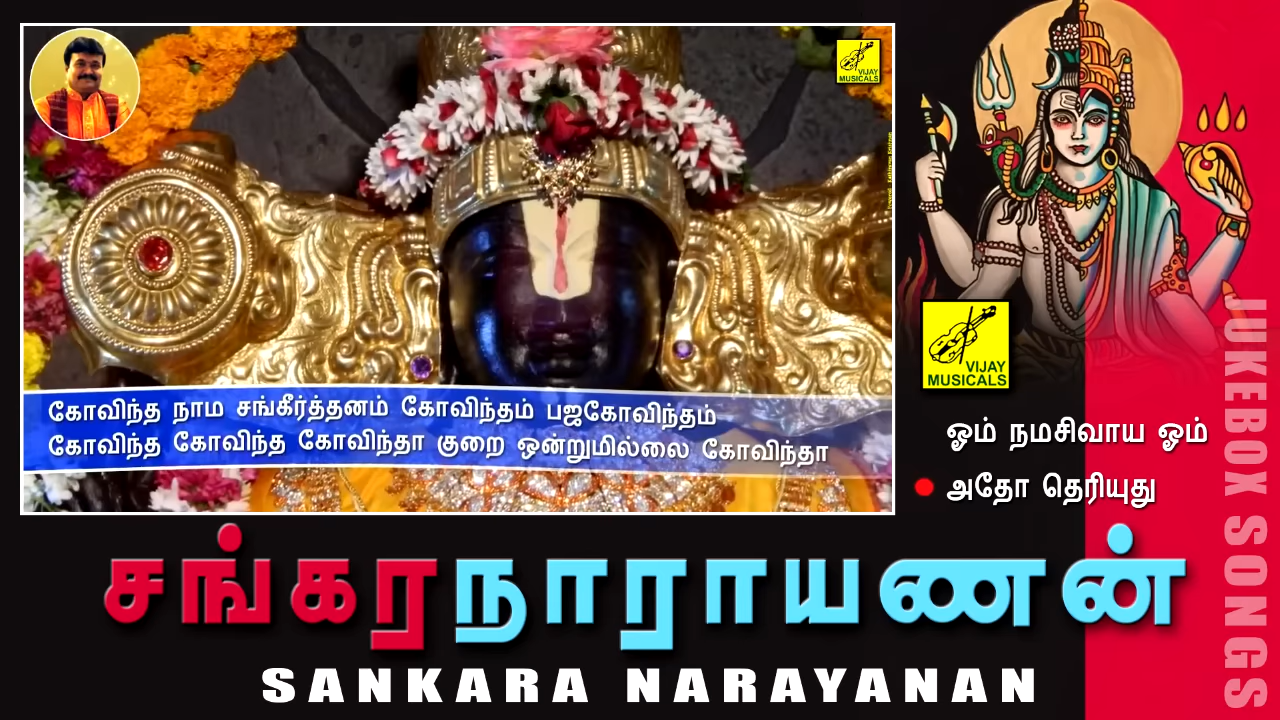 VIJAY
MUSICALS
கோவிந்த நாம சங்கீர்த்தனம் கோவிந்தம் பஜகோவிந்தம்
கோவிந்த கோவிந்த கோவிந்தா குறை ஒன்றுமில்லை கோவிந்தா
VIJAY
MUSICALS
ஓம் நமசிவாய ஓம்
அதோ தெரியுது
JUKEBOX SONGS
சங்கரநாராயணன்
SANKARA NARAYANAN